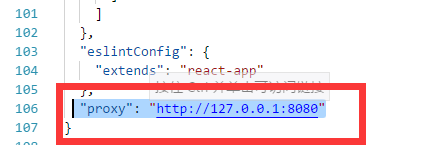 101 ]
102 },
103 "eslintConfig": {
104 "extends": "react-app"
105 },
106 "proxy": "http://127.0.0.1:8080"
107 }